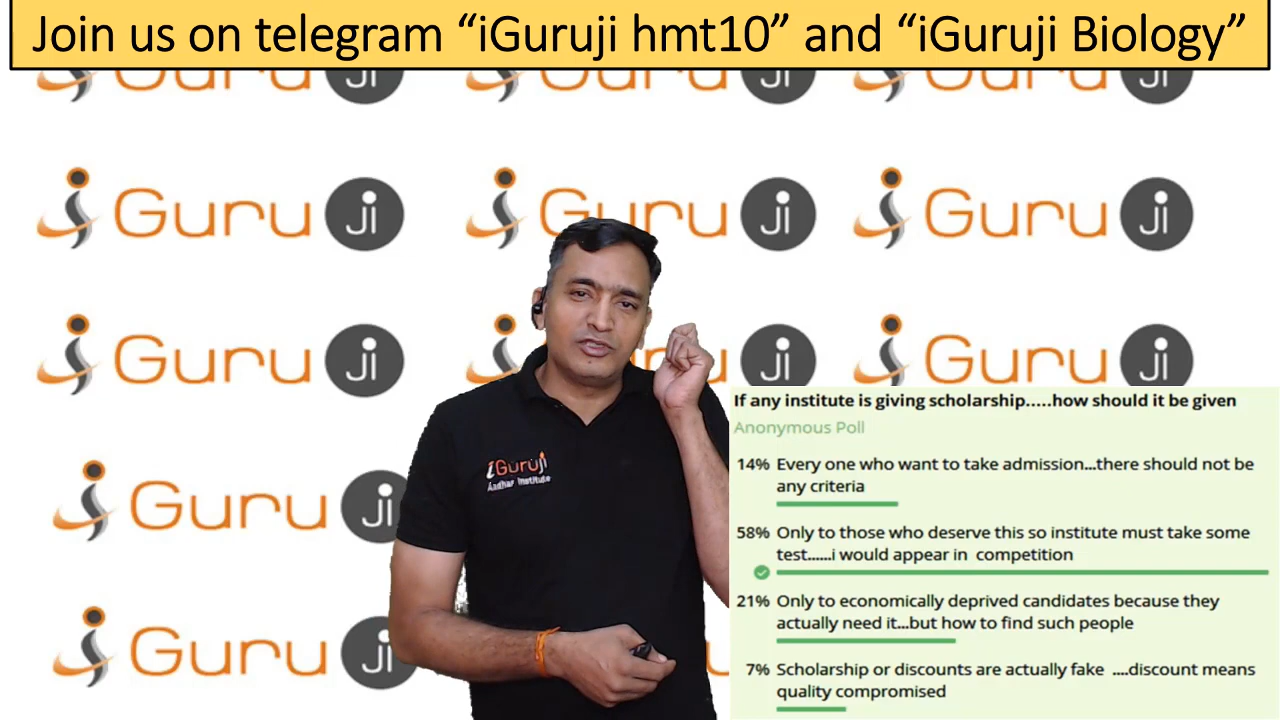 Join us on telegram “iGuruji hmt10” and “iGuruji Biology”
Guru ji Guru ji Guru ji
Guru ji Guru ji Guru ji
Guru ji ji Guru ji
If any institute is giving scholarship.....how should it be given
Anonymous Poll
14% Every one who want to take admission...there should not be
any criteria
58% Only to those who deserve this so institute must take some
test......i would appear in competition
21% Only to economically deprived candidates because they
actually need it...but how to find such people
7% Scholarship or discounts are actually fake ....discount means
quality compromised
iGuruji
Aadhar Institute
Guru ji
Guru ji